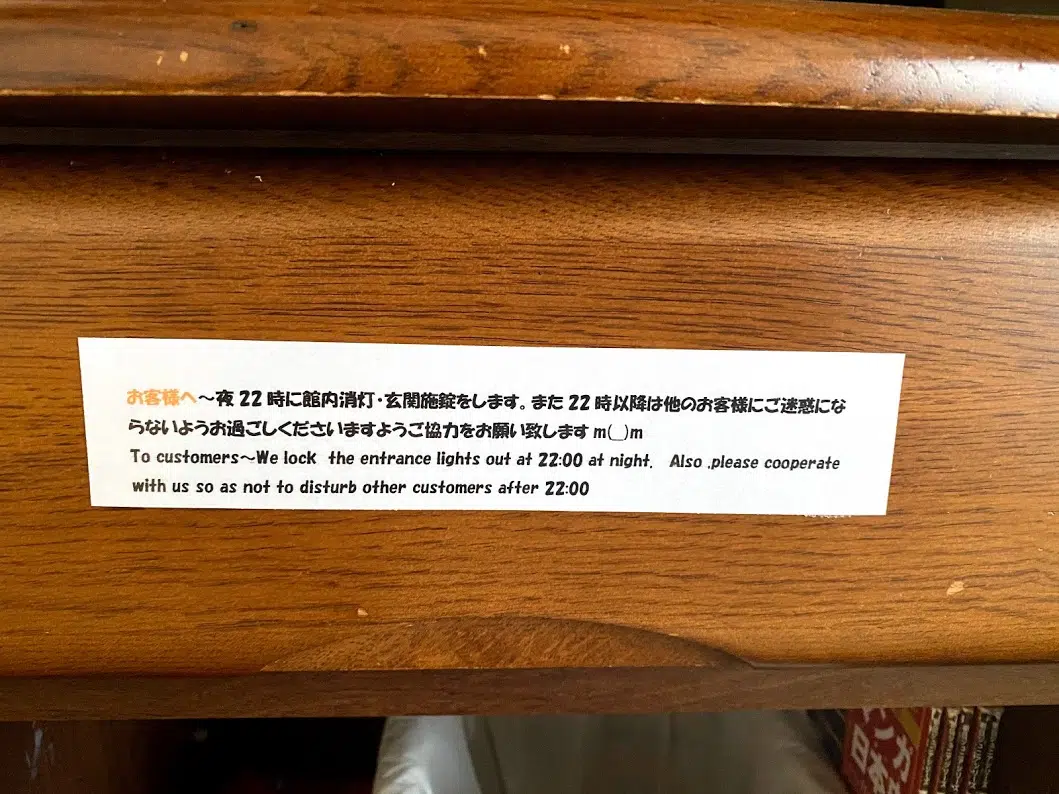 お客様へ～夜 22 時に館内消灯・玄関施錠をします。また 22 時以降は他のお客様にご迷惑にな
らないようお過ごしくださいますようご協力をお願い致します m(_)m
To customers～We lock the entrance lights out at 22:00 at night. Also ,please cooperate
with us so as not to disturb other customers after 22:00
マンガ
日本